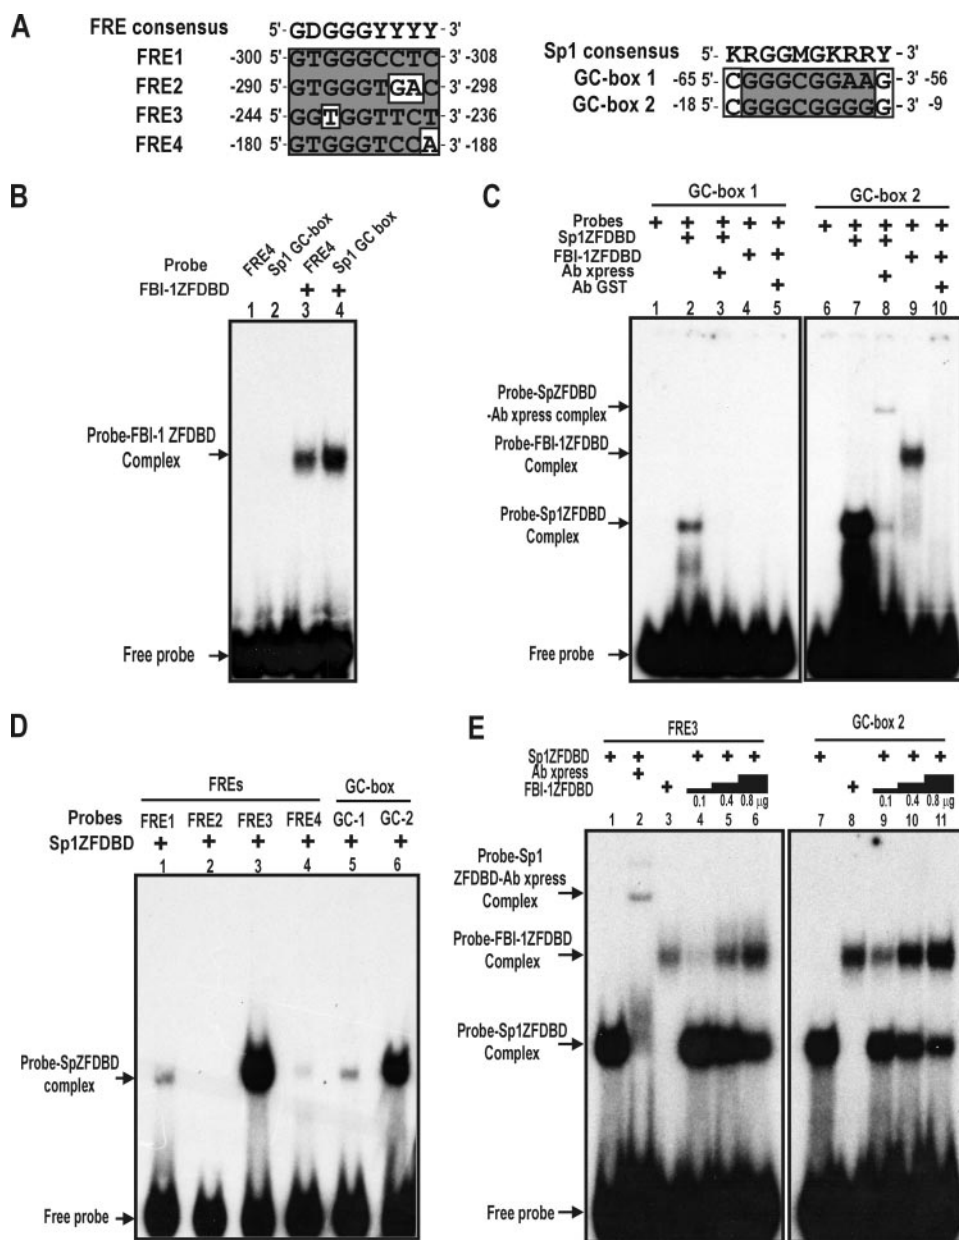 A
FRE consensus 5'-GDGGGYYYY-3'
FRE1 -300 5'-GTGGGCCTC-3' -308
FRE2 -290 5'-GTGGGTGAC-3' -298
FRE3 -244 5'-GGTGGTTCT-3' -236
FRE4 -180 5'-GTGGGTCCA-3' -188
Sp1 consensus 5'-KRGGMGKRRY-3'
GC-box 1 -65 5'-CGGGCGGAAG-3' -56
GC-box 2 -18 5'-CGGGCGGGGG-3' -9
B
Probe FRE4 Sp1 GC-box FRE4 Sp1 GC box
FBI-1ZFDBD + +
1 2 3 4
Probe-FBI-1 ZFDBD
Complex
Free probe
C
GC-box 1 GC-box 2
Probes + + + + + + + + + +
Sp1ZFDBD + + + +
FBI-1ZFDBD + + + +
Ab xpress + +
Ab GST + +
1 2 3 4 5 6 7 8 9 10
Probe-SpZFDBD
-Ab xpress complex
Probe-FBI-1ZFDBD
Complex
Probe-Sp1ZFDBD
Complex
Free probe
D
FREs GC-box
Probes FRE1 FRE2 FRE3 FRE4 GC-1 GC-2
Sp1ZFDBD + + + + + +
1 2 3 4 5 6
Probe-SpZFDBD
complex
Free probe
E
FRE3 GC-box 2
Sp1ZFDBD + + + + + + + + +
Ab xpress +
FBI-1ZFDBD + 0.1 0.4 0.8 µg + 0.1 0.4 0.8 µg
1 2 3 4 5 6 7 8 9 10 11
Probe-Sp1
ZFDBD-Ab xpress
Complex
Probe-FBI-1ZFDBD
Complex
Probe-Sp1ZFDBD
Complex
Free probe